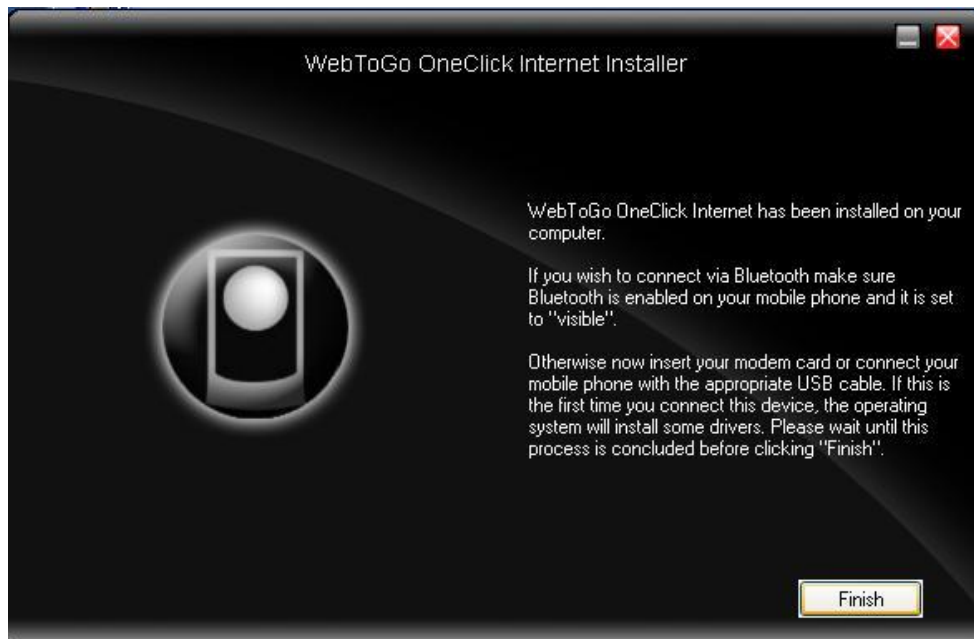 WebToGo OneClick Internet Installer
WebToGo OneClick Internet has been installed on your
computer.
If you wish to connect via Bluetooth make sure
Bluetooth is enabled on your mobile phone and it is set
to "visible".
Otherwise now insert your modem card or connect your
mobile phone with the appropriate USB cable. If this is
the first time you connect this device, the operating
system will install some drivers. Please wait until this
process is concluded before clicking "Finish".
Finish